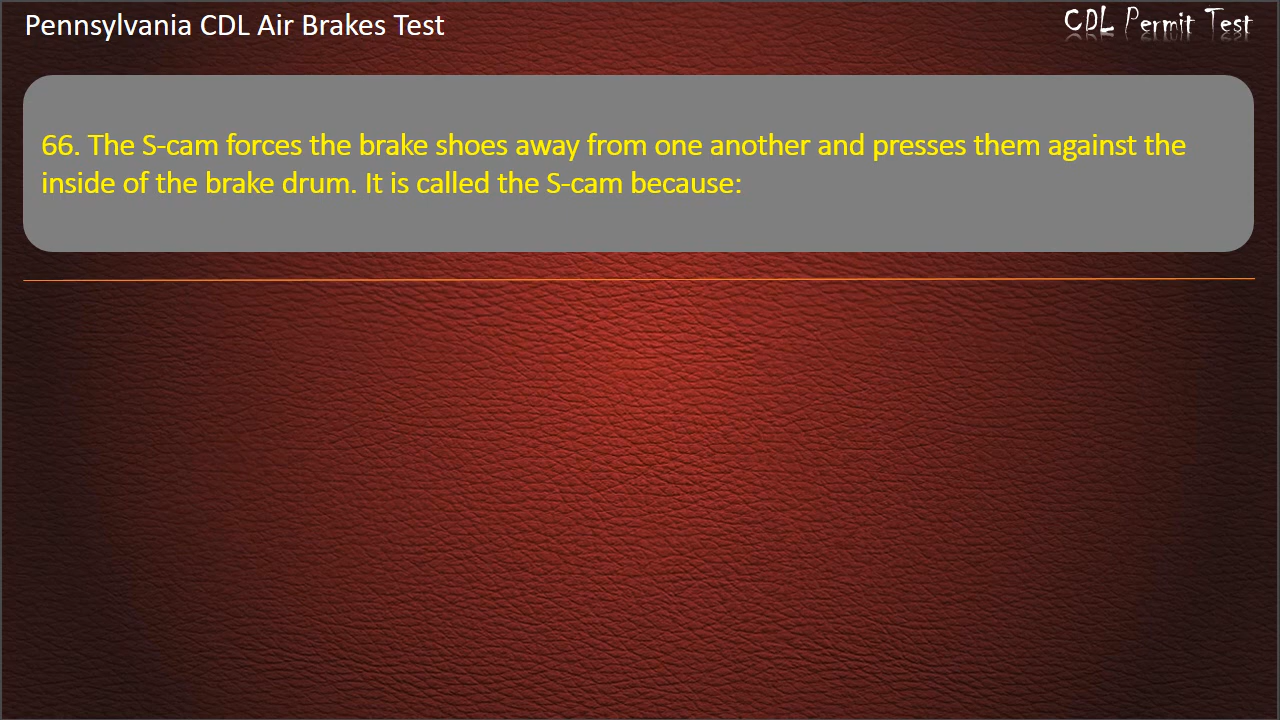 Pennsylvania CDL Air Brakes Test
CDL Permit Test
66. The S-cam forces the brake shoes away from one another and presses them against the
inside of the brake drum. It is called the S-cam because: